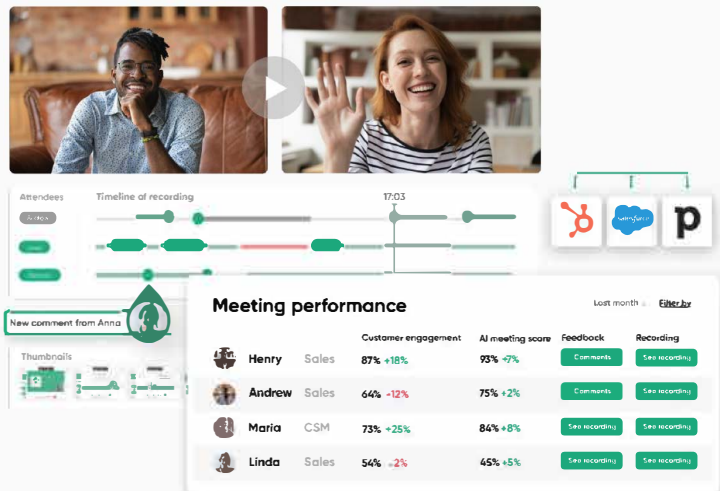 Attendees
Timeline of recording
17:03
salesforce
p
New comment from Anna
Thumbnails
Meeting performance
Last month
Filter by
Customer engagement AI meeting score Feedback Recording
Henry Sales 87% +18% 93% +7% Comments See recording
Andrew Sales 64% -12% 75% +2% Comments See recording
Maria CSM 73% +25% 84% +8% See recording See recording
Linda Sales 54% -2% 45% +5% See recording See recording